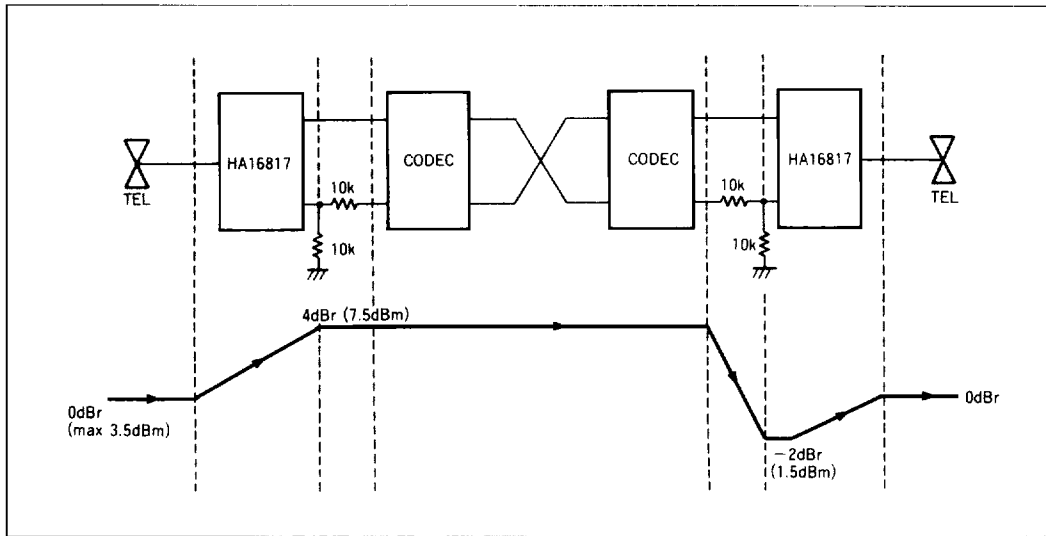 HA16817
CODEC
CODEC
HA16817
TEL
TEL
10k
10k
10k
10k
4dBr (7.5dBm)
0dBr
(max 3.5dBm)
0dBr
−2dBr
(1.5dBm)